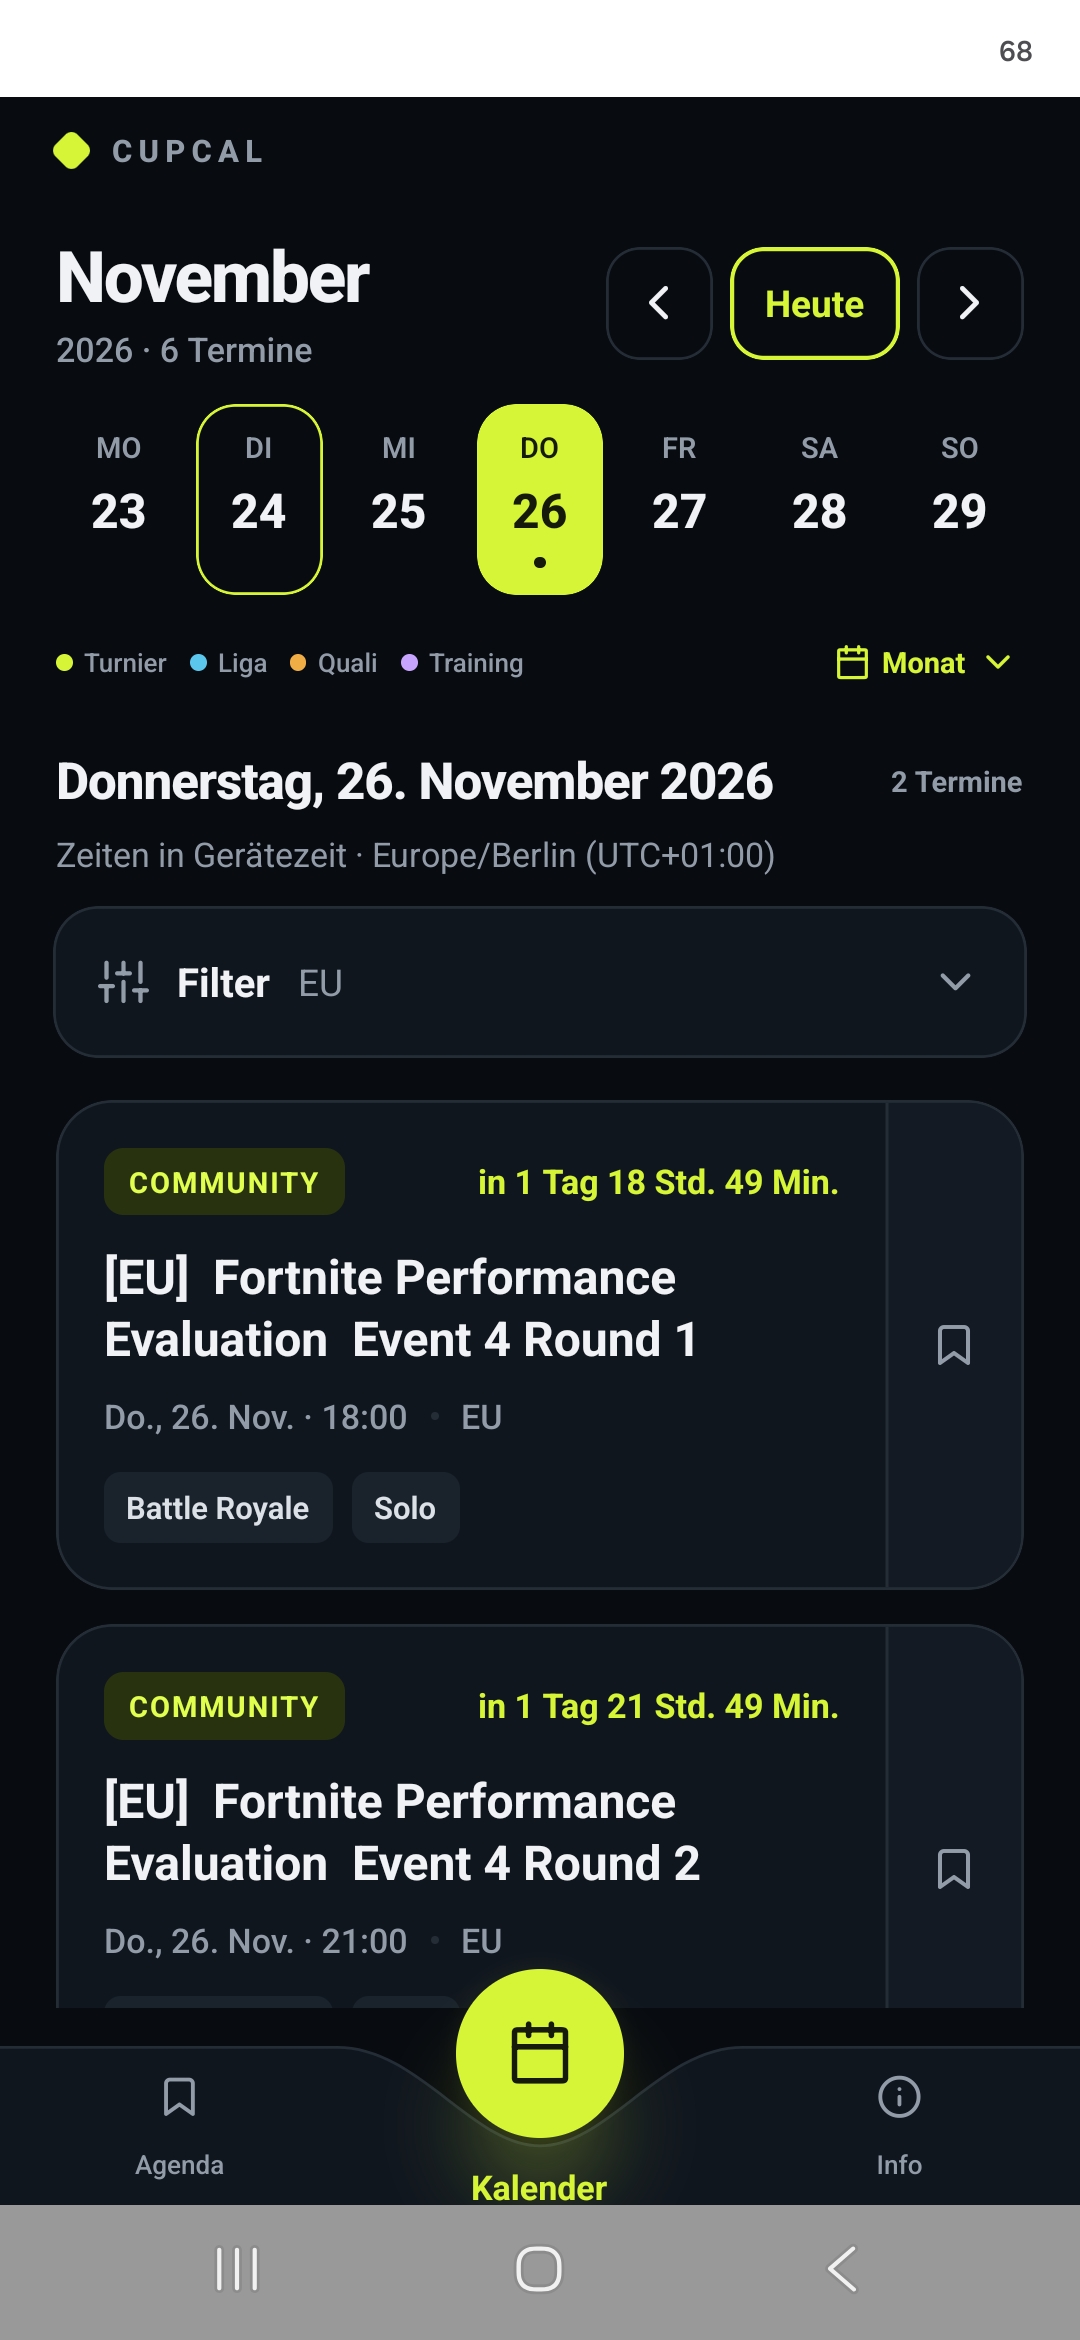 68
CUPCAL
November
2026 · 6 Termine
Heute
MO DI MI DO FR SA SO
23 24 25 26 27 28 29
Turnier Liga Quali Training
Monat
Donnerstag, 26. November 2026
2 Termine
Zeiten in Gerätezeit · Europe/Berlin (UTC+01:00)
Filter EU
COMMUNITY
in 1 Tag 18 Std. 49 Min.
[EU] Fortnite Performance
Evaluation Event 4 Round 1
Do., 26. Nov. · 18:00 · EU
Battle Royale Solo
COMMUNITY
in 1 Tag 21 Std. 49 Min.
[EU] Fortnite Performance
Evaluation Event 4 Round 2
Do., 26. Nov. · 21:00 · EU
Agenda
Kalender
Info